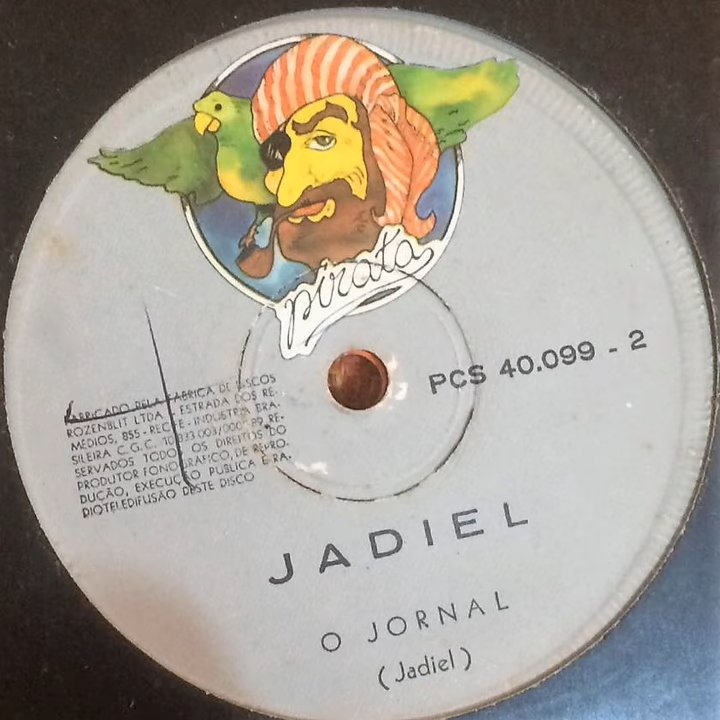 pirata
PCS 40.099 - 2
FABRICADO PELA FABRICA DE DISCOS
ROZENBLIT LTDA - ESTRADA DOS RE-
MÉDIOS, 855 - RECIFE - INDÚSTRIA BRA-
SILEIRA C.G.C.
SERVADOS TODOS OS DIREITOS DO
PRODUTOR FONOGRÁFICO, DE REPRO-
DUÇÃO, EXECUÇÃO PÚBLICA E RA-
DIOTELEDIFUSÃO DESTE DISCO
JADIEL
O JORNAL
(Jadiel)